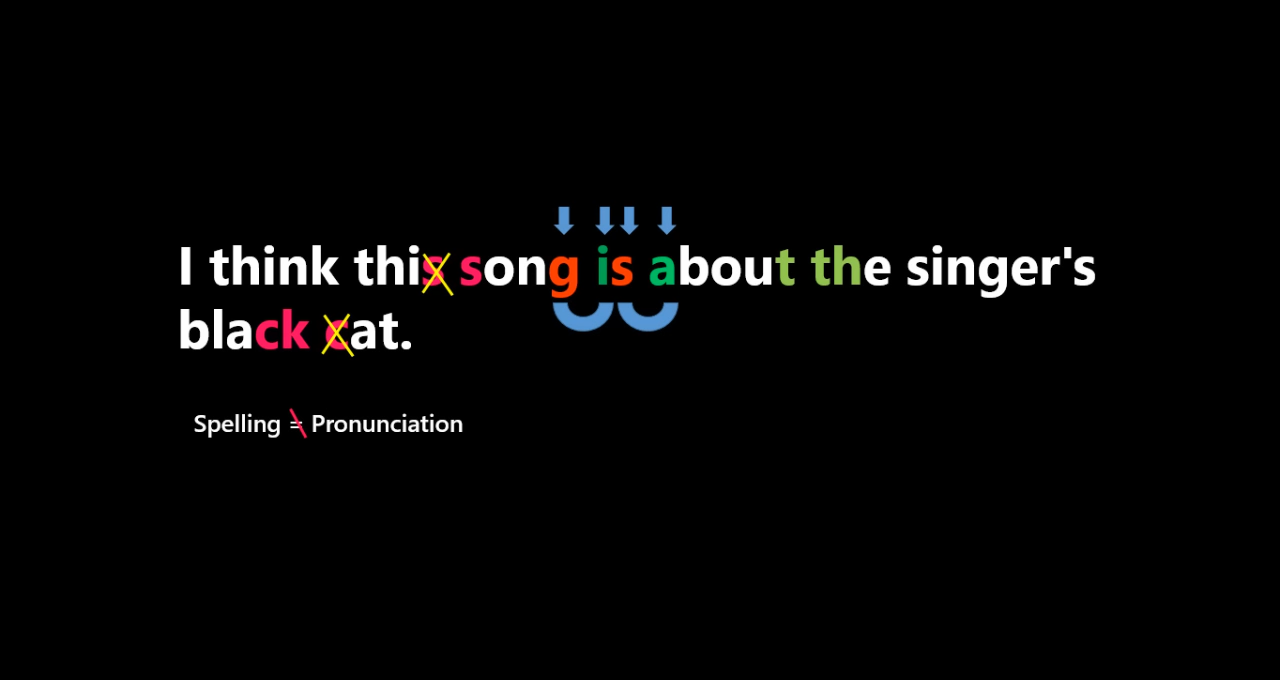 I think this song is about the singer's
black cat.
Spelling = Pronunciation